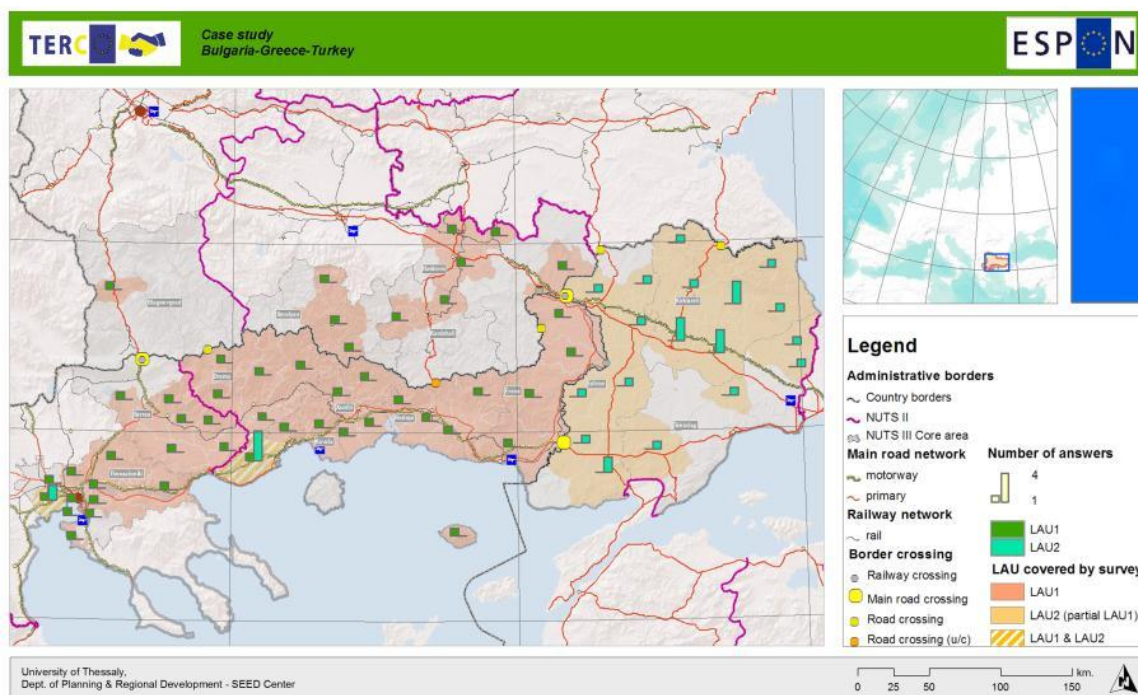 TERC
Case study
Bulgaria-Greece-Turkey
ESPON
Legend
Administrative borders
Country borders
NUTS II
NUTS III Core area
Main road network
motorway
primary
Railway network
rail
Border crossing
Railway crossing
Main road crossing
Road crossing
Road crossing (u/c)
Number of answers
4
1
LAU1
LAU2
LAU covered by survey
LAU1
LAU2 (partial LAU1)
LAU1 & LAU2
University of Thessaly,
Dept. of Planning & Regional Development - SEED Center
km.
0 25 50 100 150